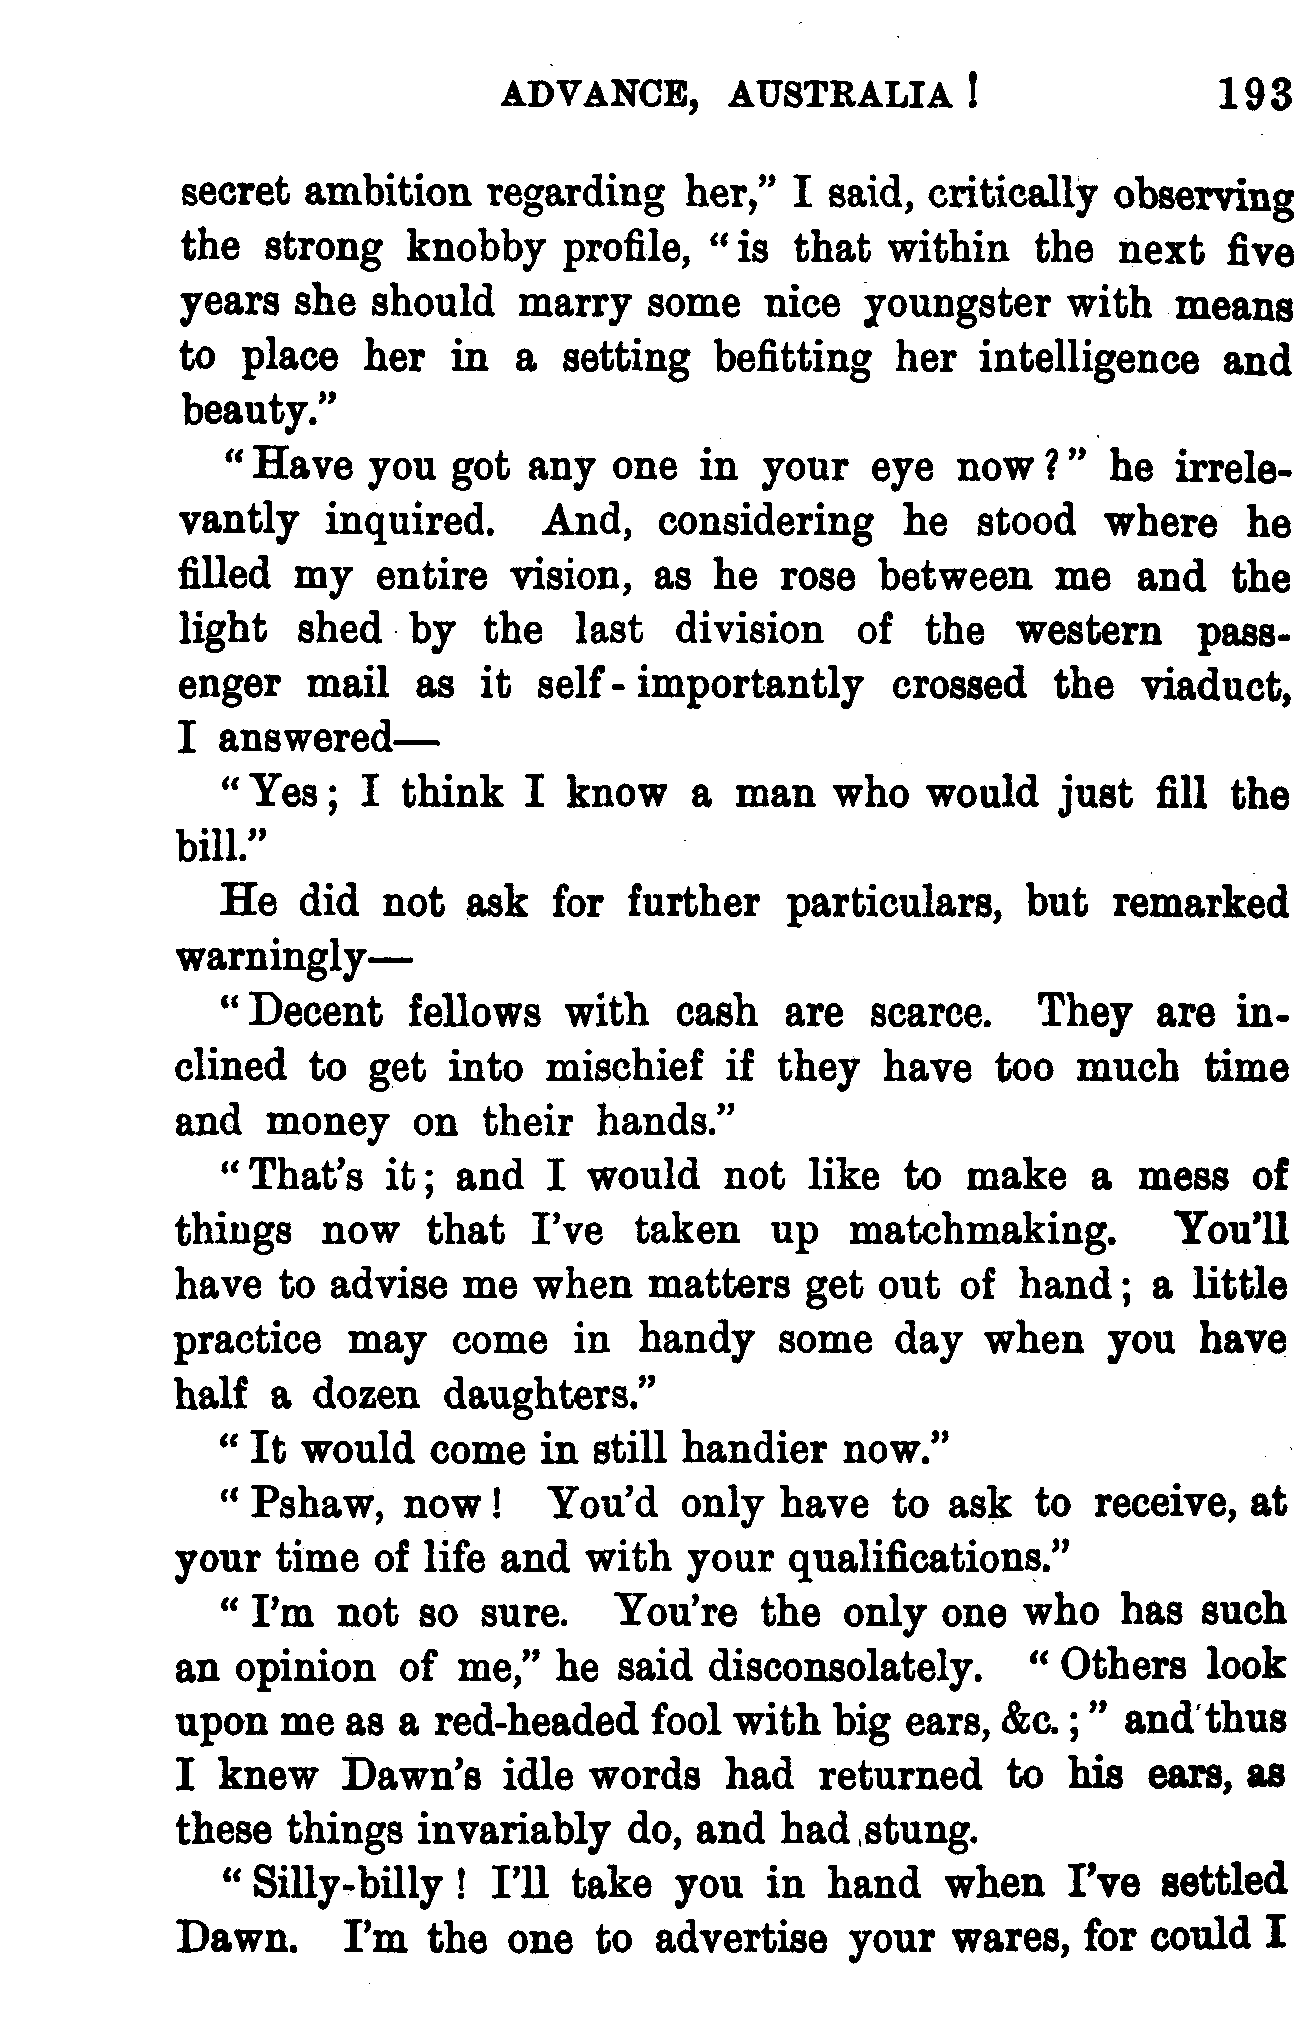 ADVANCE, AUSTRALIA! 193
secret ambition regarding her,” I said, critically observing
the strong knobby profile, “is that within the next five
years she should marry some nice youngster with means
to place her in a setting befitting her intelligence and
beauty.”
“Have you got any one in your eye now?” he irrele-
vantly inquired. And, considering he stood where he
filled my entire vision, as he rose between me and the
light shed by the last division of the western pass-
enger mail as it self-importantly crossed the viaduct,
I answered—
“Yes; I think I know a man who would just fill the
bill.”
He did not ask for further particulars, but remarked
warningly—
“Decent fellows with cash are scarce. They are in-
clined to get into mischief if they have too much time
and money on their hands.”
“That’s it; and I would not like to make a mess of
things now that I’ve taken up matchmaking. You’ll
have to advise me when matters get out of hand; a little
practice may come in handy some day when you have
half a dozen daughters.”
“It would come in still handier now.”
“Pshaw, now! You’d only have to ask to receive, at
your time of life and with your qualifications.”
“I’m not so sure. You’re the only one who has such
an opinion of me,” he said disconsolately. “Others look
upon me as a red-headed fool with big ears, &c.;” and thus
I knew Dawn’s idle words had returned to his ears, as
these things invariably do, and had stung.
“Silly-billy! I’ll take you in hand when I’ve settled
Dawn. I’m the one to advertise your wares, for could I